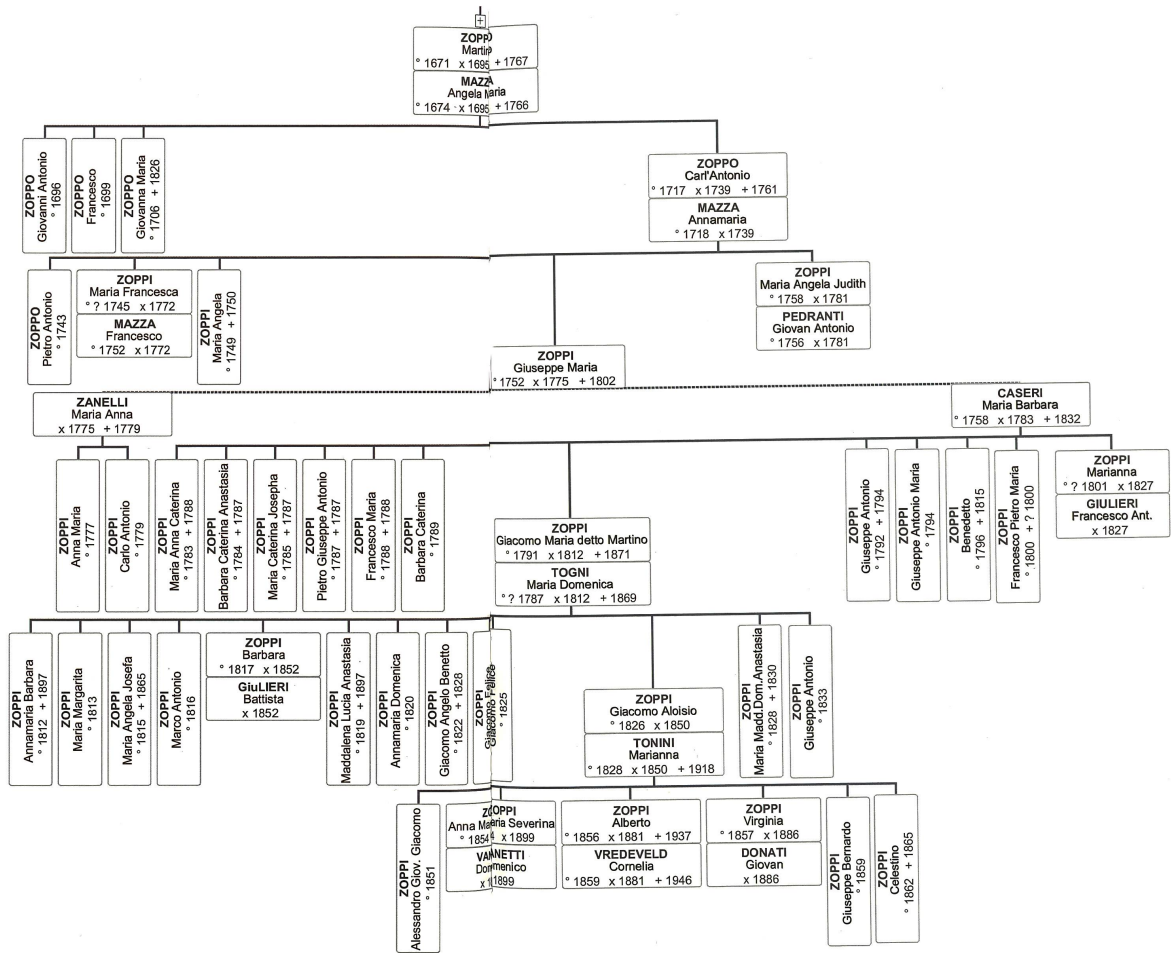 ZOPPO
Martino
° 1671 x 1695 + 1767
MAZZA
Angela Maria
° 1674 x 1695 + 1766
ZOPPO
Giovanni Antonio
° 1696
ZOPPO
Francesco
° 1699
ZOPPO
Giovanna Maria
° 1706 + 1826
ZOPPO
Carl'Antonio
° 1717 x 1739 + 1761
MAZZA
Annamaria
° 1718 x 1739
ZOPPO
Pietro Antonio
° 1743
ZOPPI
Maria Francesca
° ? 1745 x 1772
MAZZA
Francesco
° 1752 x 1772
ZOPPI
Maria Angela
° 1749 + 1750
ZOPPI
Giuseppe Maria
° 1752 x 1775 + 1802
ZOPPI
Maria Angela Judith
° 1758 x 1781
PEDRANTI
Giovan Antonio
° 1756 x 1781
ZANELLI
Maria Anna
x 1775 + 1779
CASERI
Maria Barbara
° 1758 x 1783 + 1832
ZOPPI
Anna Maria
° 1777
ZOPPI
Carlo Antonio
° 1779
ZOPPI
Maria Anna Caterina
° 1783 + 1788
ZOPPI
Barbara Caterina Anastasia
° 1784 + 1787
ZOPPI
Maria Caterina Josepha
° 1785 + 1787
ZOPPI
Pietro Giuseppe Antonio
° 1787 + 1787
ZOPPI
Francesco Maria
° 1788 + 1788
ZOPPI
Barbara Caterina
° 1789
ZOPPI
Giacomo Maria detto Martino
° 1791 x 1812 + 1871
TOGNI
Maria Domenica
° ? 1787 x 1812 + 1869
ZOPPI
Giuseppe Antonio
° 1792 + 1794
ZOPPI
Giuseppe Antonio Maria
° 1794
ZOPPI
Benedetto
° 1796 + 1815
ZOPPI
Francesco Pietro Maria
° 1800 + ? 1800
ZOPPI
Marianna
° ? 1801 x 1827
GIULIERI
Francesco Ant.
x 1827
ZOPPI
Annamaria Barbara
° 1812 + 1897
ZOPPI
Maria Margarita
° 1813
ZOPPI
Maria Angela Josefa
° 1815 + 1865
ZOPPI
Marco Antonio
° 1816
ZOPPI
Barbara
° 1817 x 1852
GiuLIERI
Battista
x 1852
ZOPPI
Maddalena Lucia Anastasia
° 1819 + 1897
ZOPPI
Annamaria Domenica
° 1820
ZOPPI
Giacomo Angelo Benetto
° 1822 + 1828
ZOPPI
Giacomo Felice
° 1825
ZOPPI
Giacomo Aloisio
° 1826 x 1850
TONINI
Marianna
° 1828 x 1850 + 1918
ZOPPI
Maria Madd.Dom.Anastasia
° 1828 + 1830
ZOPPI
Giuseppe Antonio
° 1833
ZOPPI
Alessandro Giov. Giacomo
° 1851
ZOPPI
Anna Maria Severina
° 1854 x 1899
VANETTI
Domenico
x 1899
ZOPPI
Alberto
° 1856 x 1881 + 1937
VREDEVELD
Cornelia
° 1859 x 1881 + 1946
ZOPPI
Virginia
° 1857 x 1886
DONATI
Giovan
x 1886
ZOPPI
Giuseppe Bernardo
° 1859
ZOPPI
Celestino
° 1862 + 1865